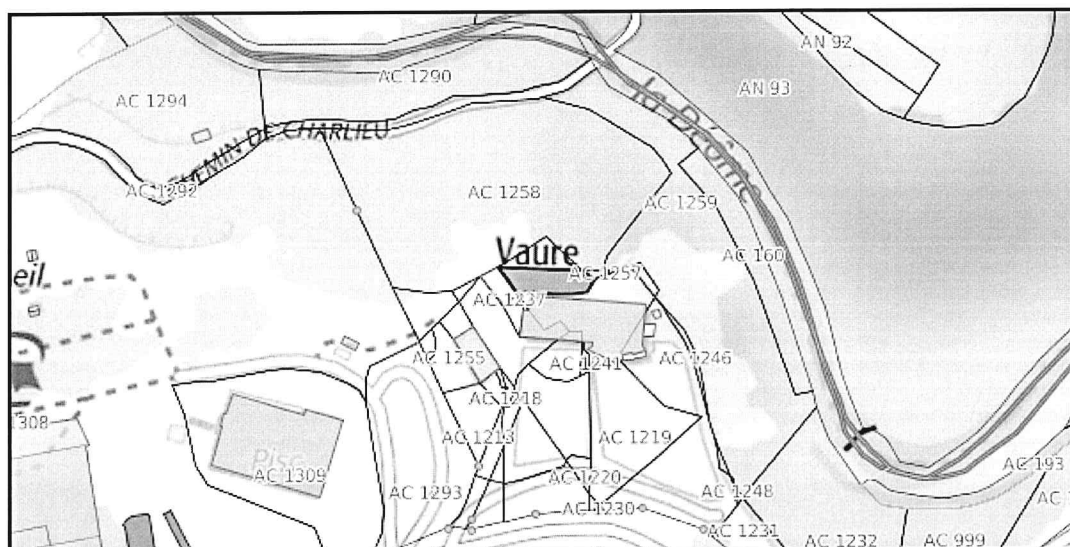 AN 92
AC 1290
AN 93
AC 1294
la Drôme
CHEMIN DE CHARLIEU
AC 1292
AC 1258
AC 1259
Vaure
AC 160
eil
AC 1257
AC 1237
AC 1255
AC 1241
AC 1246
AC 1218
1308
AC 1213
AC 1219
Pisc
AC 1309
AC 1220
AC 193
AC 1293
AC 1248
AC 1230
AC 1231
AC 1232
AC 999